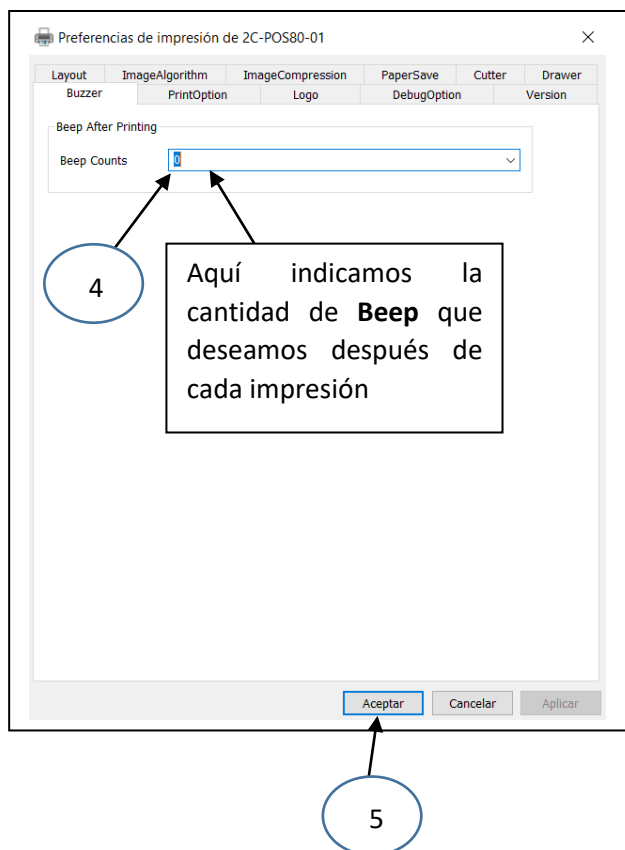 Preferencias de impresión de 2C-POS80-01
Layout ImageAlgorithm ImageCompression PaperSave Cutter Drawer
Buzzer PrintOption Logo DebugOption Version
Beep After Printing
Beep Counts 0
4
Aquí indicamos la
cantidad de Beep que
deseamos después de
cada impresión
Aceptar Cancelar Aplicar
5